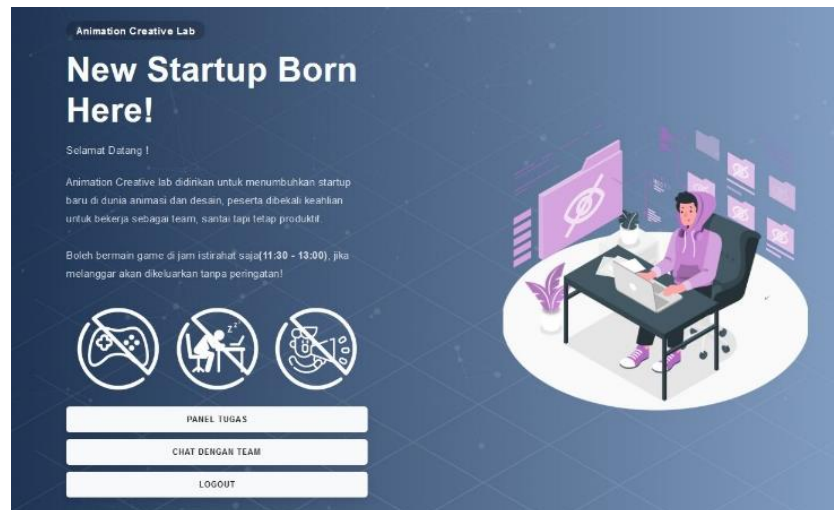 Animation Creative Lab
New Startup Born
Here!
Selamat Datang !
Animation Creative lab didirikan untuk menumbuhkan startup
baru di dunia animasi dan desain, peserta dibekali keahlian
untuk bekerja sebagai team, santai tapi tetap produktif.
Boleh bermain game di jam istirahat saja(11:30 - 13:00), jika
melanggar akan dikeluarkan tanpa peringatan!
zzz
PANEL TUGAS
CHAT DENGAN TEAM
LOGOUT